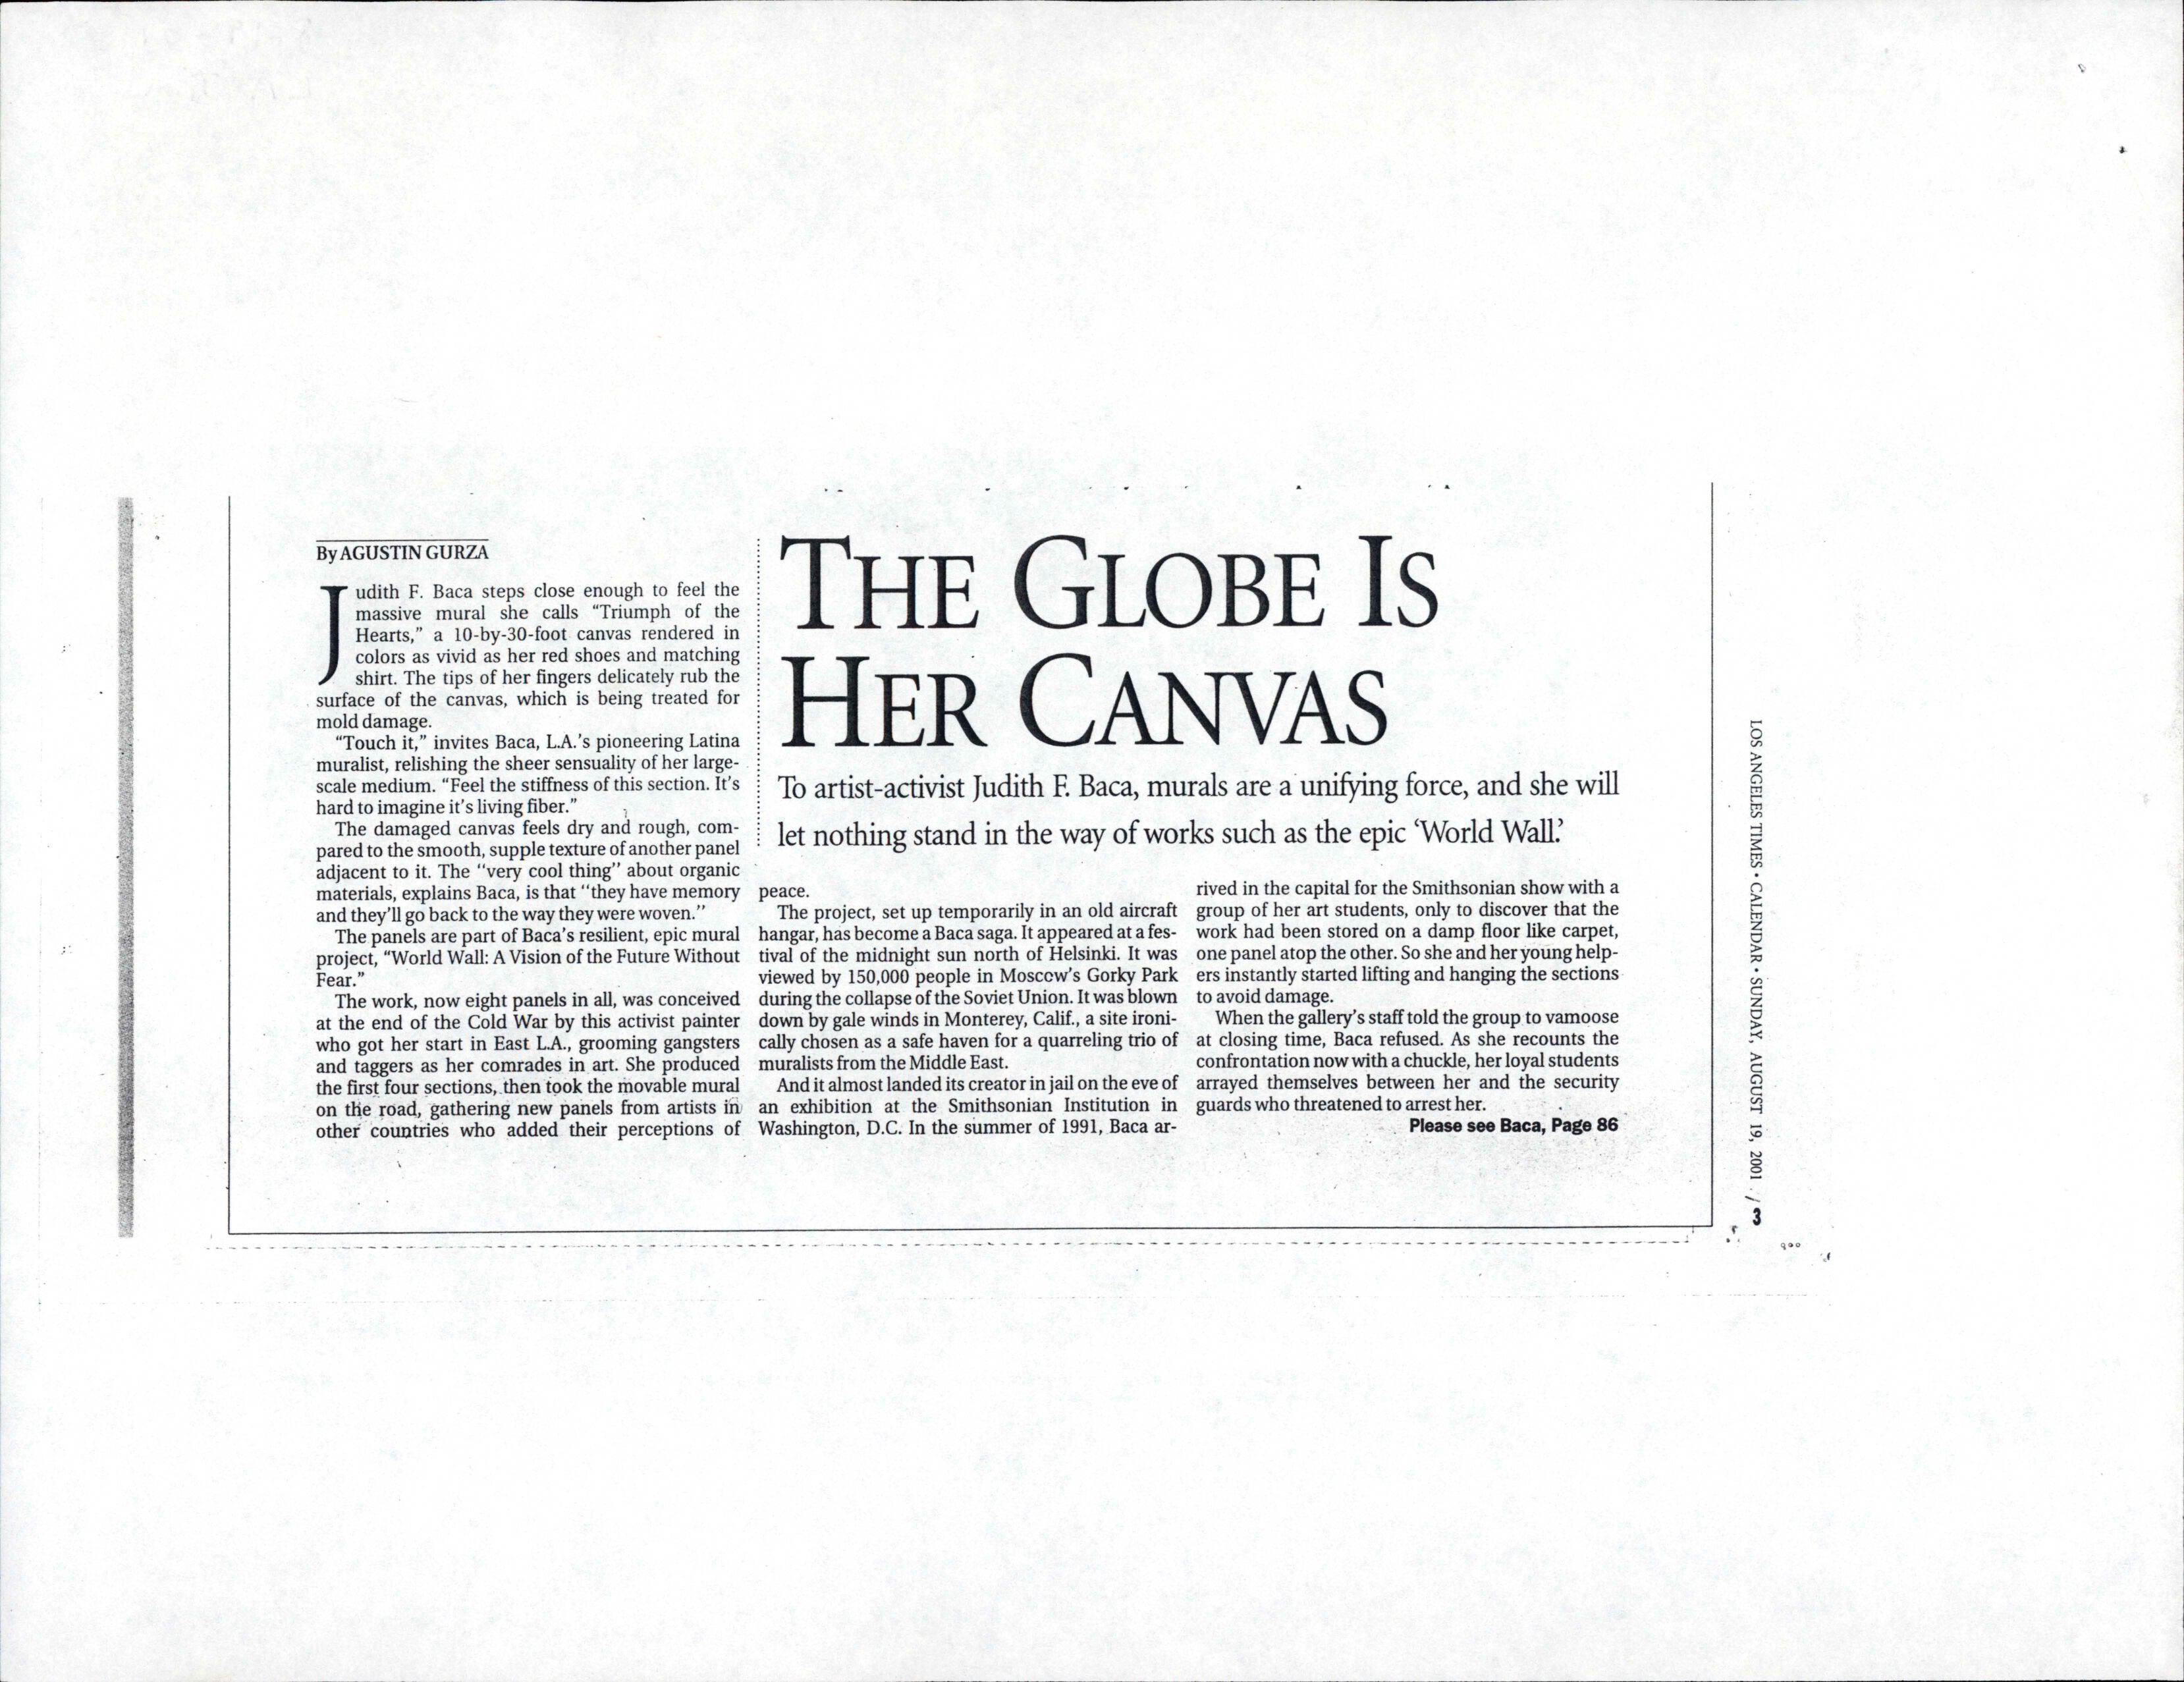 By AGUSTIN GURZA
Judith F. Baca steps close enough to feel the
massive mural she calls “Triumph of the
Hearts,” a 10-by-30-foot canvas rendered in
colors as vivid as her red shoes and matching
shirt. The tips of her fingers delicately rub the
surface of the canvas, which is being treated for
mold damage.
“Touch it,” invites Baca, L.A.’s pioneering Latina
muralist, relishing the sheer sensuality of her large-
scale medium. “Feel the stiffness of this section. It’s
hard to imagine it’s living fiber.”
The damaged canvas feels dry and rough, com-
pared to the smooth, supple texture of another panel
adjacent to it. The “very cool thing” about organic
materials, explains Baca, is that “they have memory
and they’ll go back to the way they were woven.”
The panels are part of Baca’s resilient, epic mural
project, “World Wall: A Vision of the Future Without
Fear.”
The work, now eight panels in all, was conceived
at the end of the Cold War by this activist painter
who got her start in East L.A., grooming gangsters
and taggers as her comrades in art. She produced
the first four sections, then took the movable mural
on the road, gathering new panels from artists in
other countries who added their perceptions of
THE GLOBE IS
HER CANVAS
To artist-activist Judith F. Baca, murals are a unifying force, and she will
let nothing stand in the way of works such as the epic ‘World Wall.’
peace.
The project, set up temporarily in an old aircraft
hangar, has become a Baca saga. It appeared at a fes-
tival of the midnight sun north of Helsinki. It was
viewed by 150,000 people in Moscow’s Gorky Park
during the collapse of the Soviet Union. It was blown
down by gale winds in Monterey, Calif., a site ironi-
cally chosen as a safe haven for a quarreling trio of
muralists from the Middle East.
And it almost landed its creator in jail on the eve of
an exhibition at the Smithsonian Institution in
Washington, D.C. In the summer of 1991, Baca ar-
rived in the capital for the Smithsonian show with a
group of her art students, only to discover that the
work had been stored on a damp floor like carpet,
one panel atop the other. So she and her young help-
ers instantly started lifting and hanging the sections
to avoid damage.
When the gallery’s staff told the group to vamoose
at closing time, Baca refused. As she recounts the
confrontation now with a chuckle, her loyal students
arrayed themselves between her and the security
guards who threatened to arrest her.
Please see Baca, Page 86
LOS ANGELES TIMES • CALENDAR • SUNDAY, AUGUST 19, 2001 / 3